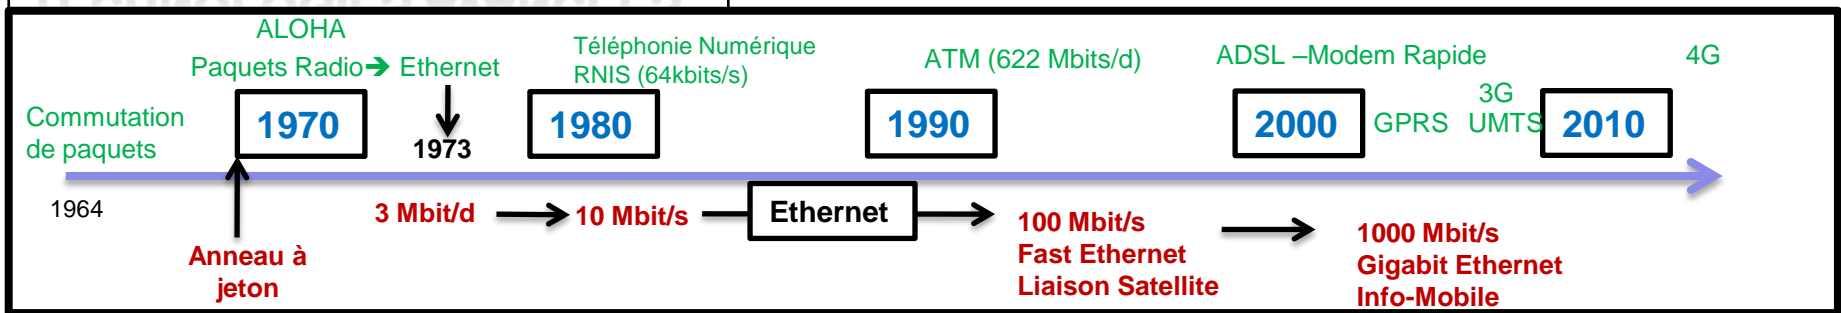 ALOHA
Paquets Radio➔ Ethernet
Téléphonie Numérique
RNIS (64kbits/s)
ATM (622 Mbits/d)
ADSL –Modem Rapide
4G
3G
GPRS UMTS
Commutation
de paquets
1970
1973
1980
1990
2000
2010
1964
3 Mbit/d
10 Mbit/s
Ethernet
100 Mbit/s
Fast Ethernet
Liaison Satellite
1000 Mbit/s
Gigabit Ethernet
Info-Mobile
Anneau à
jeton